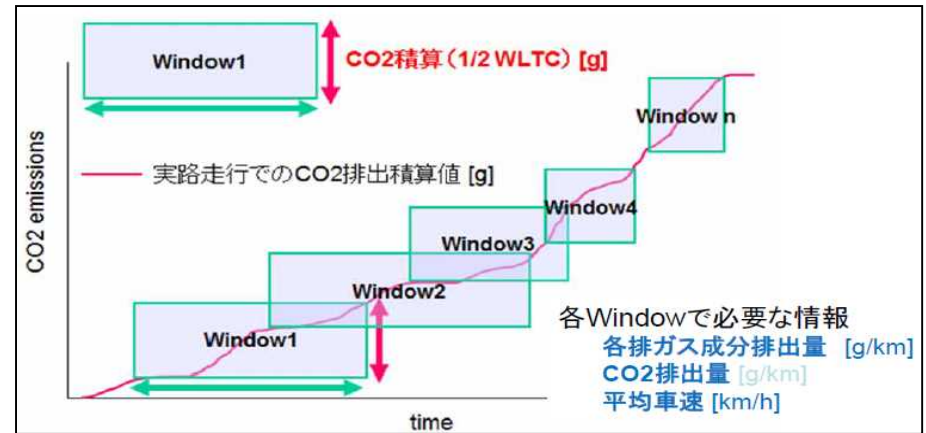 Window1
CO2積算（1/2 WLTC）[g]
Window n
CO2 emissions
実路走行でのCO2排出積算値 [g]
Window4
Window3
Window2
Window1
各Windowで必要な情報
各排ガス成分排出量 [g/km]
CO2排出量 [g/km]
平均車速 [km/h]
time